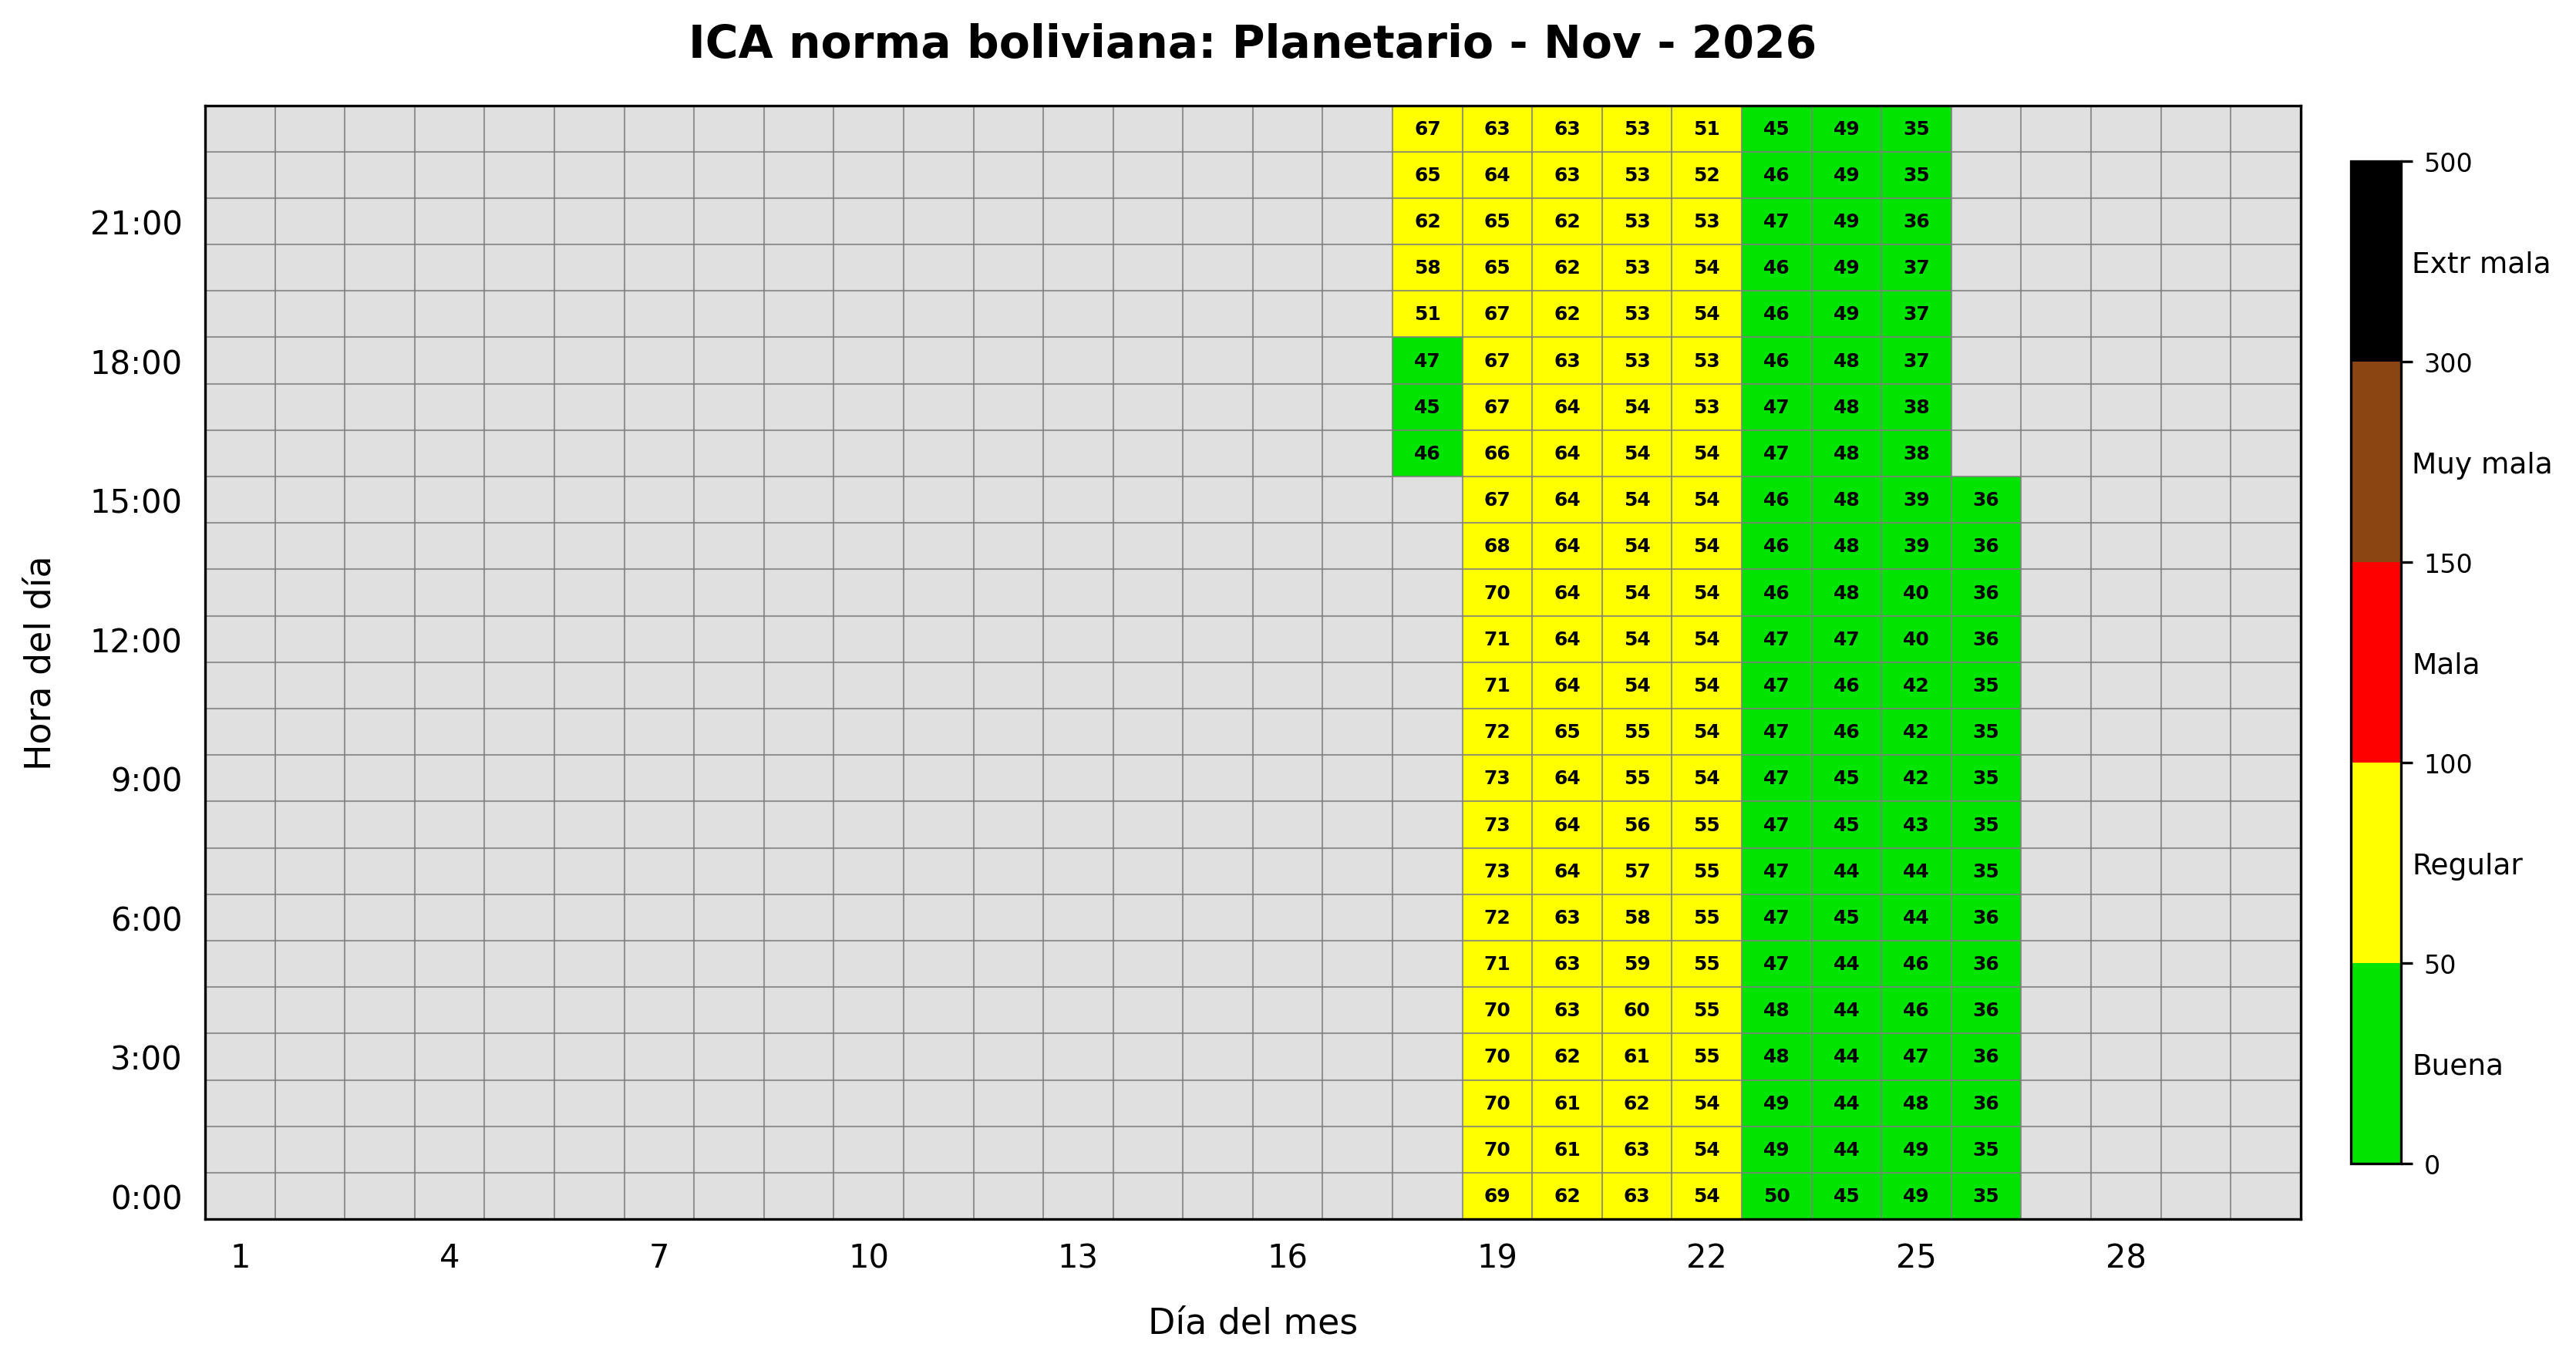 ICA norma boliviana: Planetario - Nov - 2026
67 63 63 53 51 45 49 35
65 64 63 53 52 46 49 35
21:00 62 65 62 53 53 47 49 36
58 65 62 53 54 46 49 37
51 67 62 53 54 46 49 37
18:00 47 67 63 53 53 46 48 37
45 67 64 54 53 47 48 38
46 66 64 54 54 47 48 38
15:00 67 64 54 54 46 48 39 36
68 64 54 54 46 48 39 36
70 64 54 54 46 48 40 36
12:00 71 64 54 54 47 47 40 36
71 64 54 54 47 46 42 35
72 65 55 54 47 46 42 35
9:00 73 64 55 54 47 45 42 35
73 64 56 55 47 45 43 35
73 64 57 55 47 44 44 35
6:00 72 63 58 55 47 45 44 36
71 63 59 55 47 44 46 36
70 63 60 55 48 44 46 36
3:00 70 62 61 55 48 44 47 36
70 61 62 54 49 44 48 36
70 61 63 54 49 44 49 35
0:00 69 62 63 54 50 45 49 35
1 4 7 10 13 16 19 22 25 28
Día del mes
Hora del día
500
Extr mala
300
Muy mala
150
Mala
100
Regular
50
Buena
0